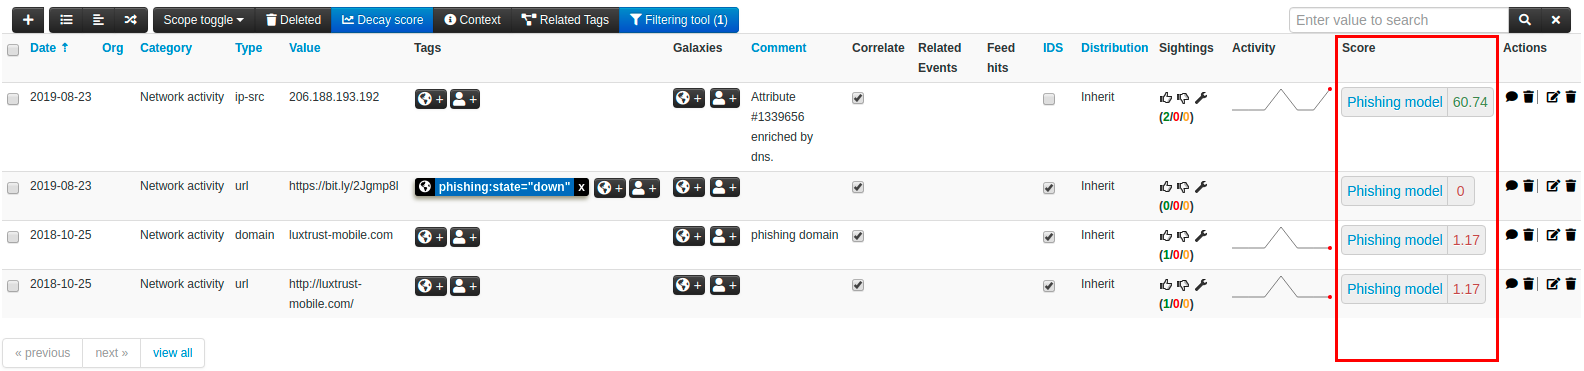 Scope toggle Deleted Decay score Context Related Tags Filtering tool (1) Enter value to search
Date Org Category Type Value Tags Galaxies Comment Correlate Related Events Feed hits IDS Distribution Sightings Activity Score Actions
2019-08-23 Network activity ip-src 206.188.193.192 + + + + Attribute Inherit Phishing model 60.74
#1339656 (2/0/0)
enriched by
dns.
2019-08-23 Network activity url https://bit.ly/2Jgmp8I phishing:state="down" x + + + + Inherit Phishing model 0
(0/0/0)
2018-10-25 Network activity domain luxtrust-mobile.com + + + + phishing domain Inherit Phishing model 1.17
(1/0/0)
2018-10-25 Network activity url http://luxtrust- + + + + Inherit Phishing model 1.17
mobile.com/ (1/0/0)
« previous next » view all